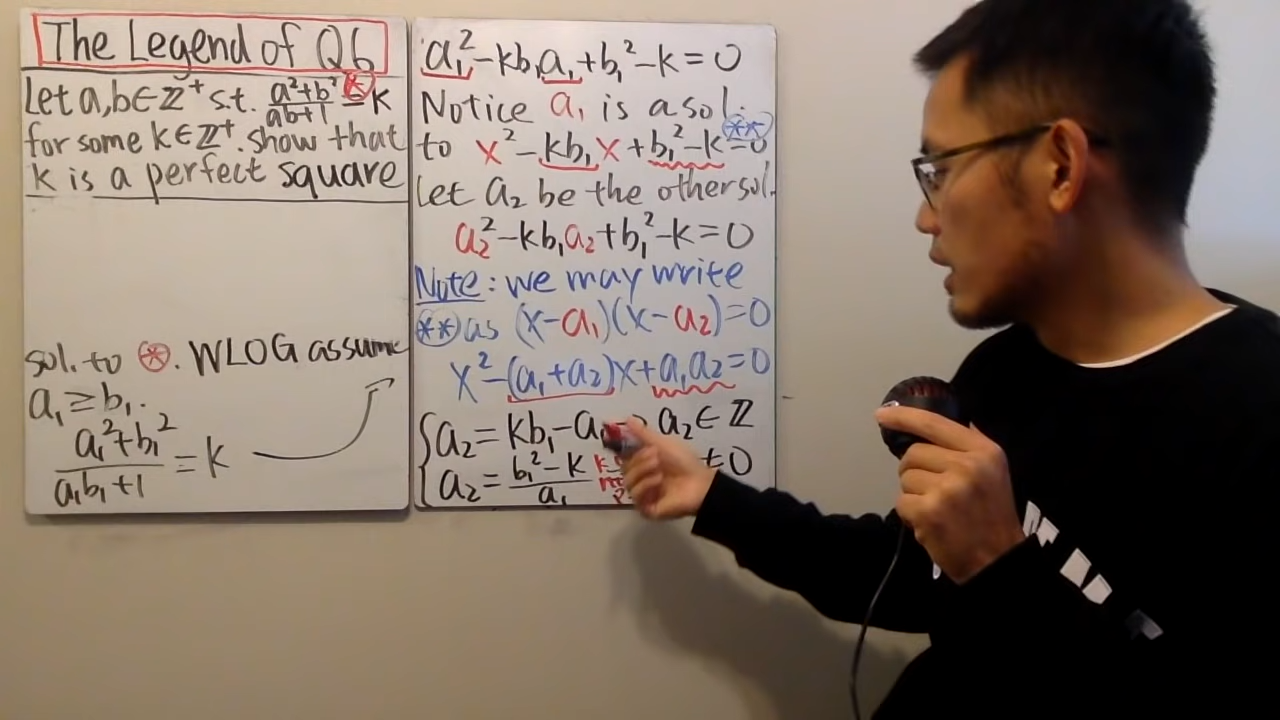 The Legend of Q6
Let a,b∈ℤ⁺ s.t. (a²+b²)/(ab+1) ⊛= k
for some k∈ℤ⁺. Show that
k is a perfect square
sol. to ⊛. WLOG assume
a₁≥b₁.
(a₁²+b₁²)/(a₁b₁+1) = k
a₁²-kb₁a₁+b₁²-k=0
Notice a₁ is a sol.
to x²-kb₁x+b₁²-k=0 (**)
Let a₂ be the other sol.
a₂²-kb₁a₂+b₁²-k=0
Note: we may write
(**) as (x-a₁)(x-a₂)=0
x²-(a₁+a₂)x+a₁a₂=0
a₂=kb₁-a₁ a₂∈ℤ
a₂=(b₁²-k)/a₁ ≠0